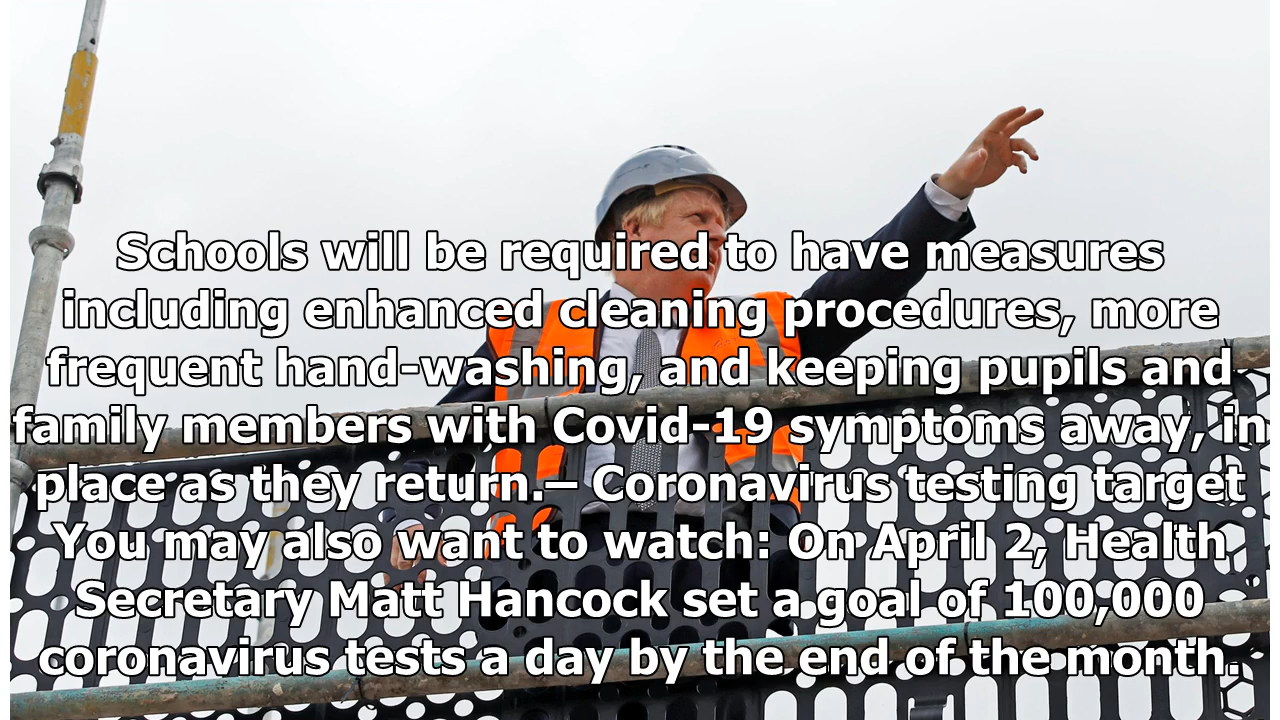 Schools will be required to have measures
including enhanced cleaning procedures, more
frequent hand-washing, and keeping pupils and
family members with Covid-19 symptoms away, in
place as they return.— Coronavirus testing target
You may also want to watch: On April 2, Health
Secretary Matt Hancock set a goal of 100,000
coronavirus tests a day by the end of the month.